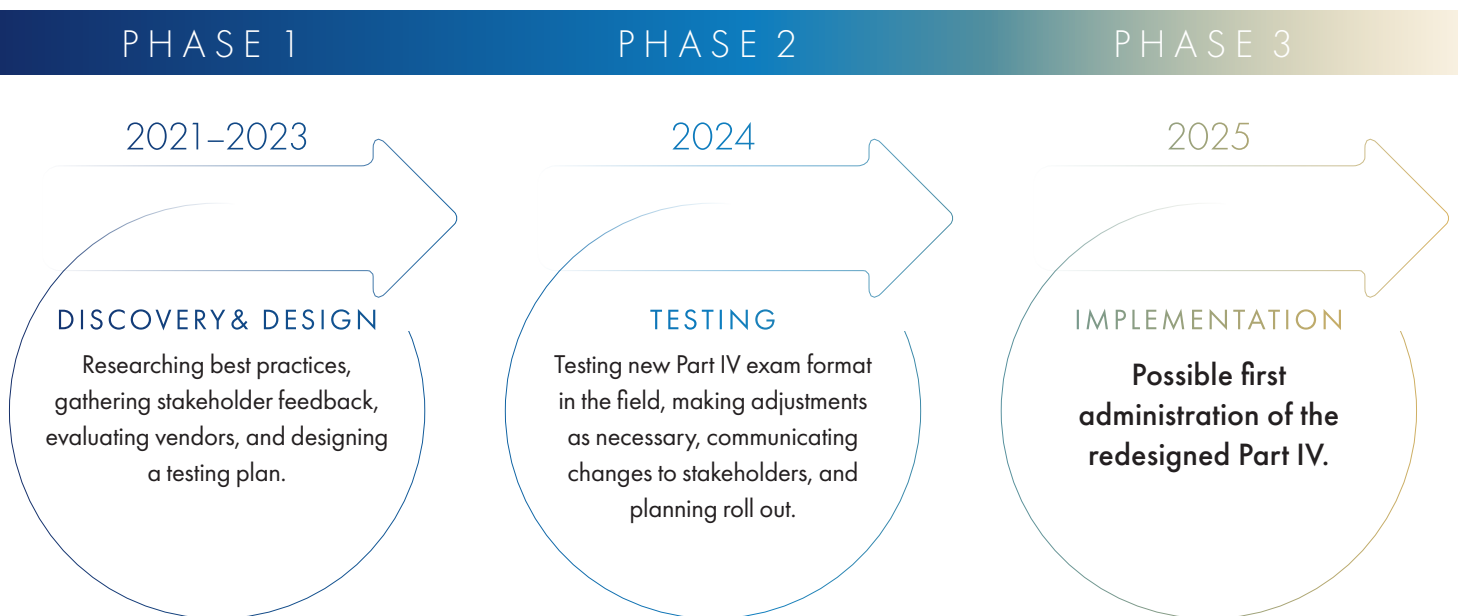 PHASE 1
PHASE 2
PHASE 3
2021–2023
DISCOVERY & DESIGN
Researching best practices,
gathering stakeholder feedback,
evaluating vendors, and designing
a testing plan.
2024
TESTING
Testing new Part IV exam format
in the field, making adjustments
as necessary, communicating
changes to stakeholders, and
planning roll out.
2025
IMPLEMENTATION
Possible first
administration of the
redesigned Part IV.